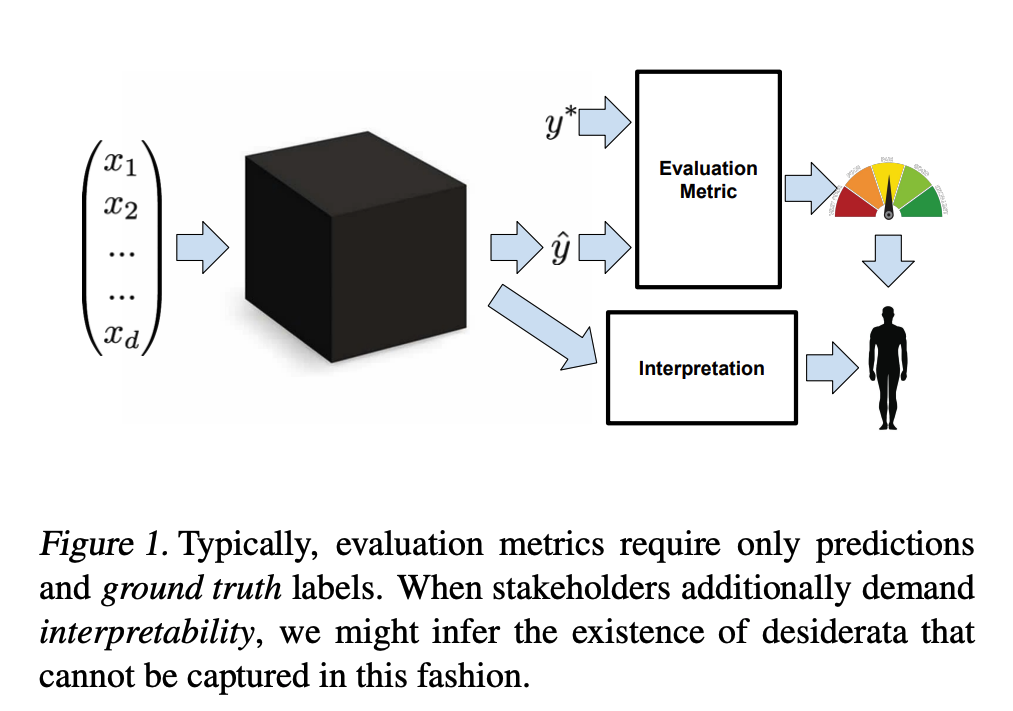 x₁
x₂
...
...
x_d
y*
ŷ
Evaluation
Metric
Interpretation
Figure 1. Typically, evaluation metrics require only predictions
and ground truth labels. When stakeholders additionally demand
interpretability, we might infer the existence of desiderata that
cannot be captured in this fashion.